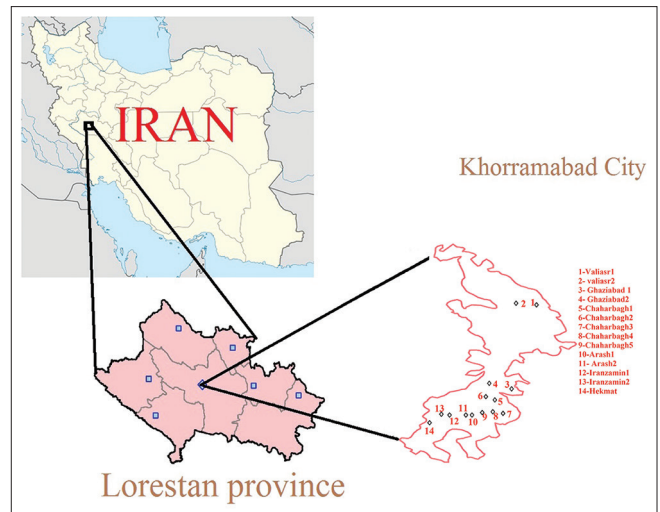 IRAN
Khorramabad City
1-Valiasr1
2- valiasr2
3- Ghaziabad 1
4- Ghaziabad2
5-Chaharbagh1
6-Chaharbagh2
7-Chaharbagh3
8-Chaharbagh4
9-Chaharbagh5
10-Arash1
11- Arash2
12-Iranzamin1
13-Iranzamin2
14-Hekmat
2 1
4 3
6 5
13 12 11 10 9 8 7
14
Lorestan province